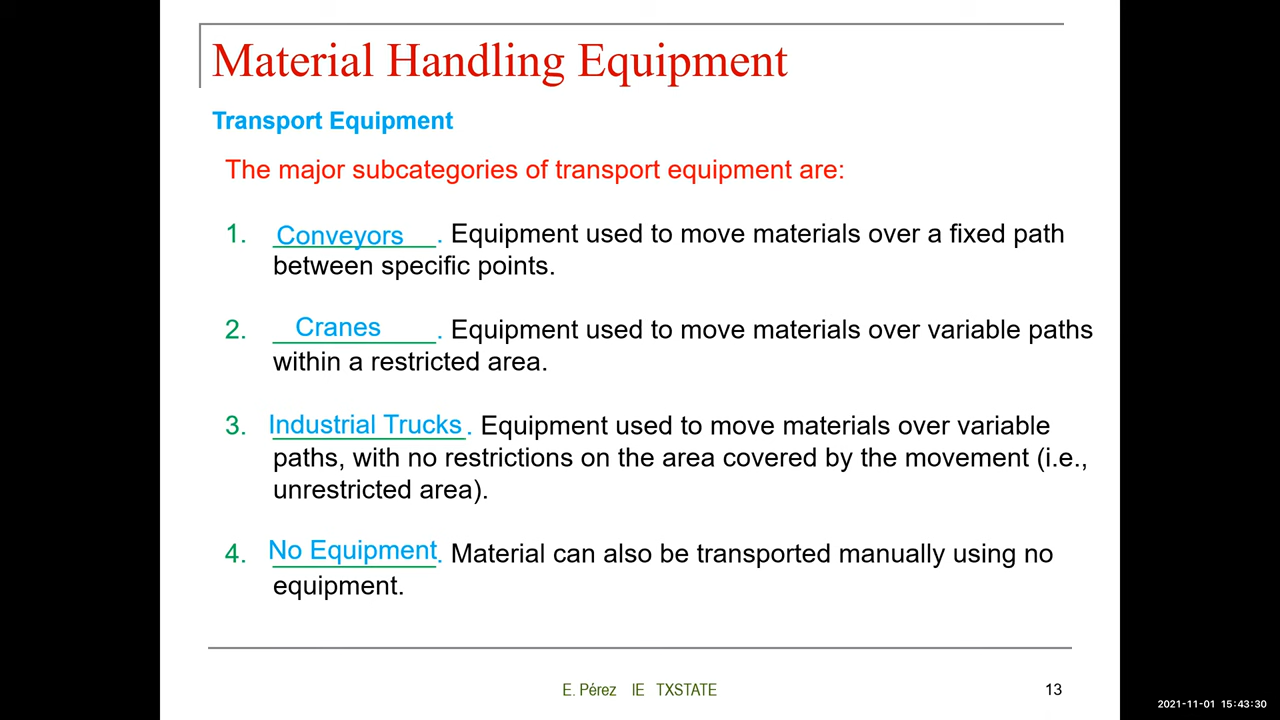 Material Handling Equipment
Transport Equipment
The major subcategories of transport equipment are:
1. Conveyors. Equipment used to move materials over a fixed path
between specific points.
2. Cranes. Equipment used to move materials over variable paths
within a restricted area.
3. Industrial Trucks. Equipment used to move materials over variable
paths, with no restrictions on the area covered by the movement (i.e.,
unrestricted area).
4. No Equipment. Material can also be transported manually using no
equipment.
E. Pérez IE TXSTATE
13
2021-11-01 15:43:30